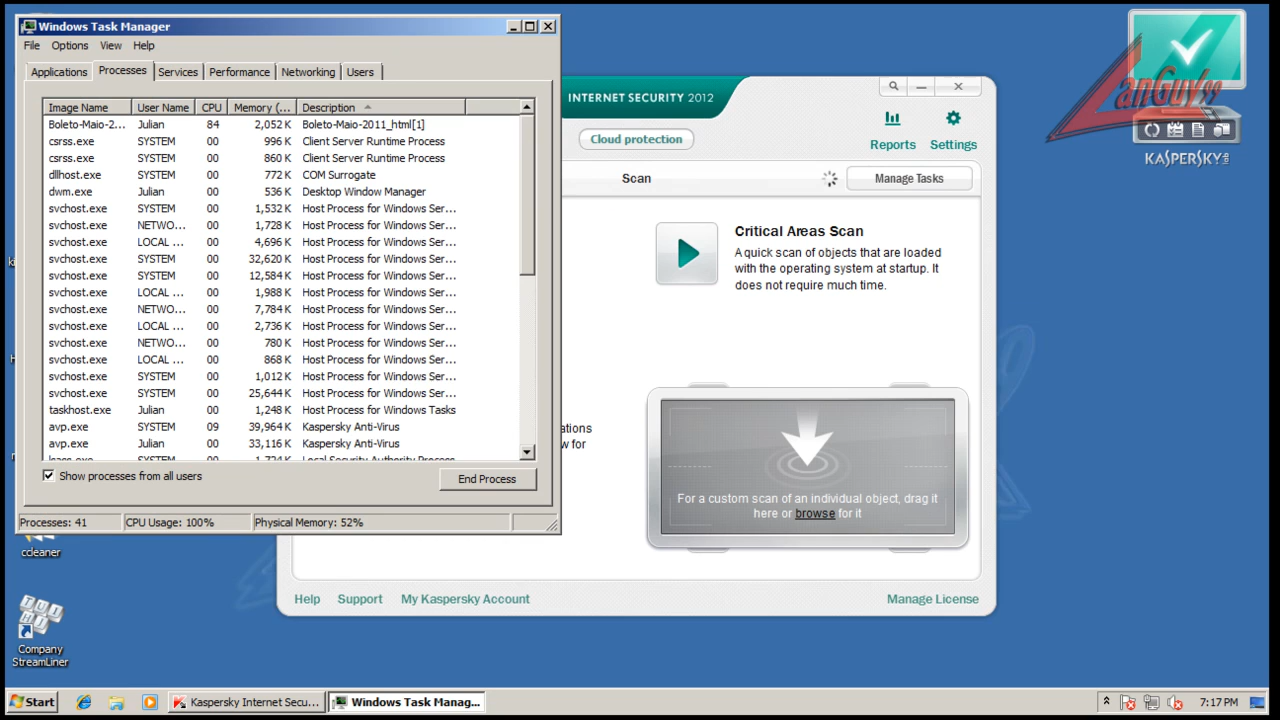 Windows Task Manager
File Options View Help
Applications Processes Services Performance Networking Users
Image Name User Name CPU Memory (... Description
Boleto-Maio-2... Julian 84 2,052 K Boleto-Maio-2011_html[1]
csrss.exe SYSTEM 00 996 K Client Server Runtime Process
csrss.exe SYSTEM 00 860 K Client Server Runtime Process
dllhost.exe SYSTEM 00 772 K COM Surrogate
dwm.exe Julian 00 536 K Desktop Window Manager
svchost.exe SYSTEM 00 1,532 K Host Process for Windows Ser...
svchost.exe NETWO... 00 1,728 K Host Process for Windows Ser...
svchost.exe LOCAL ... 00 4,696 K Host Process for Windows Ser...
svchost.exe SYSTEM 00 32,620 K Host Process for Windows Ser...
svchost.exe SYSTEM 00 12,584 K Host Process for Windows Ser...
svchost.exe LOCAL ... 00 1,988 K Host Process for Windows Ser...
svchost.exe NETWO... 00 7,784 K Host Process for Windows Ser...
svchost.exe LOCAL ... 00 2,736 K Host Process for Windows Ser...
svchost.exe NETWO... 00 780 K Host Process for Windows Ser...
svchost.exe LOCAL ... 00 868 K Host Process for Windows Ser...
svchost.exe SYSTEM 00 1,012 K Host Process for Windows Ser...
svchost.exe SYSTEM 00 25,644 K Host Process for Windows Ser...
taskhost.exe Julian 00 1,248 K Host Process for Windows Tasks
avp.exe SYSTEM 09 39,964 K Kaspersky Anti-Virus
avp.exe Julian 00 33,116 K Kaspersky Anti-Virus
Show processes from all users
End Process
Processes: 41 CPU Usage: 100% Physical Memory: 52%
INTERNET SECURITY 2012
Cloud protection
Reports Settings
Scan
Manage Tasks
Critical Areas Scan
A quick scan of objects that are loaded
with the operating system at startup. It
does not require much time.
ations
w for
For a custom scan of an individual object, drag it
here or browse for it
Help Support My Kaspersky Account Manage License
anGuy99
KASPERSKY
ccleaner
Company
StreamLiner
Start Kaspersky Internet Secu... Windows Task Manag... 7:17 PM